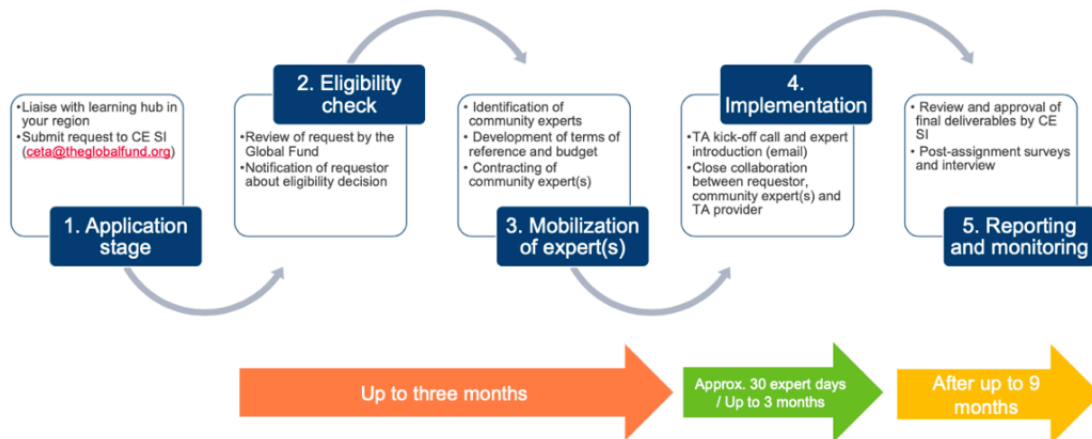 •Liaise with learning hub in
your region
•Submit request to CE SI
(ceta@theglobalfund.org)
1. Application
stage
2. Eligibility
check
•Review of request by the
Global Fund
•Notification of requestor
about eligibility decision
•Identification of
community experts
•Development of terms of
reference and budget
•Contracting of
community expert(s)
3. Mobilization
of expert(s)
4.
Implementation
•TA kick-off call and expert
introduction (email)
•Close collaboration
between requestor,
community expert(s) and
TA provider
•Review and approval of
final deliverables by CE
SI
•Post-assignment surveys
and interview
5. Reporting
and monitoring
Up to three months
Approx. 30 expert days
/ Up to 3 months
After up to 9
months